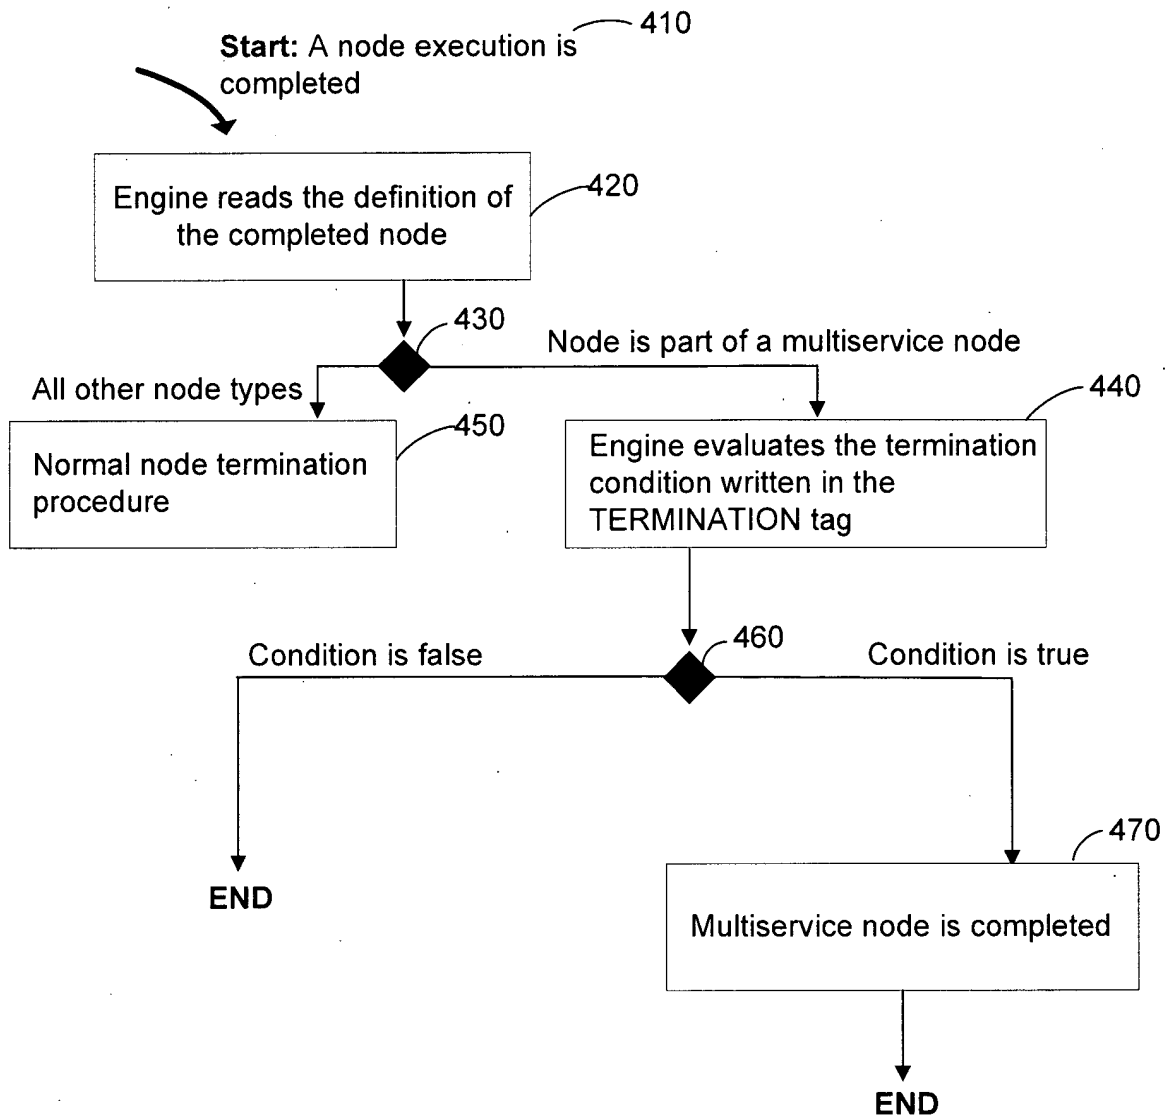 410
Start: A node execution is
completed
Engine reads the definition of
the completed node
420
430
Node is part of a multiservice node
All other node types
440
450
Normal node termination
procedure
Engine evaluates the termination
condition written in the
TERMINATION tag
460
Condition is false
Condition is true
470
END
Multiservice node is completed
END